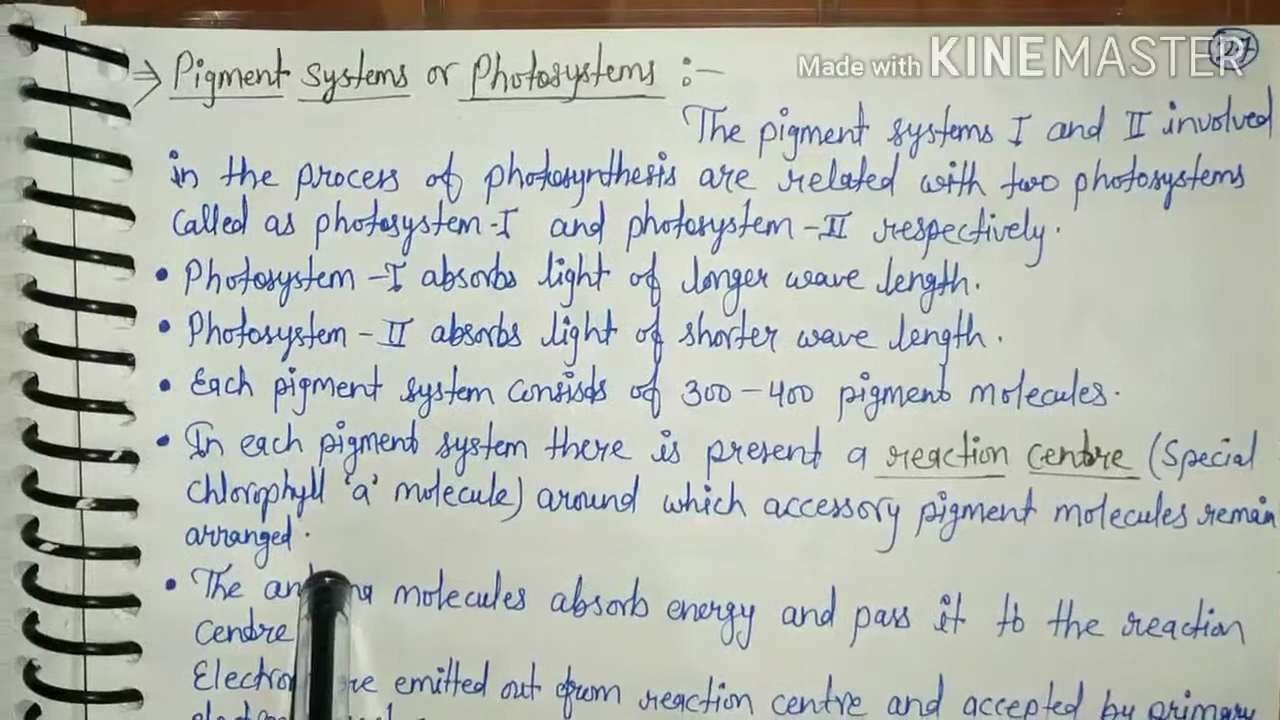 Made with KINEMASTER
27
⇒ Pigment systems or Photosystems :-
The pigment systems I and II involved
in the process of photosynthesis are related with two photosystems
called as photosystem-I and photosystem-II respectively.
• Photosystem-I absorbs light of longer wave length.
• Photosystem-II absorbs light of shorter wave length.
• Each pigment system consists of 300-400 pigment molecules.
• In each pigment system there is present a reaction centre (Special
chlorophyll 'a' molecule) around which accessory pigment molecules remain
arranged.
• The molecules absorb energy and pass it to the reaction
centre
emitted out from reaction centre and accepted by primary